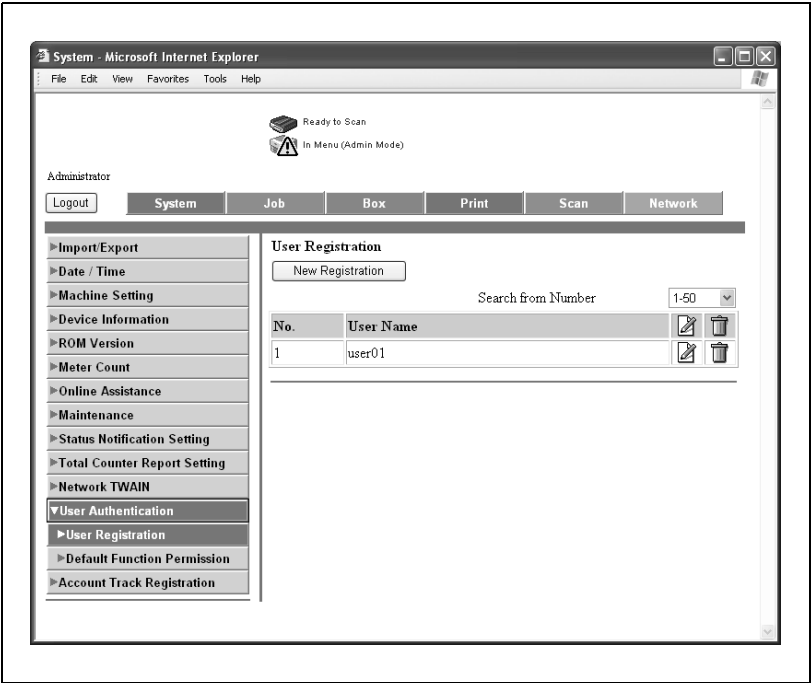 System - Microsoft Internet Explorer
File Edit View Favorites Tools Help
Ready to Scan
In Menu (Admin Mode)
Administrator
Logout System Job Box Print Scan Network
Import/Export
Date / Time
Machine Setting
Device Information
ROM Version
Meter Count
Online Assistance
Maintenance
Status Notification Setting
Total Counter Report Setting
Network TWAIN
User Authentication
User Registration
Default Function Permission
Account Track Registration
User Registration
New Registration
Search from Number 1-50
No. User Name
1 user01